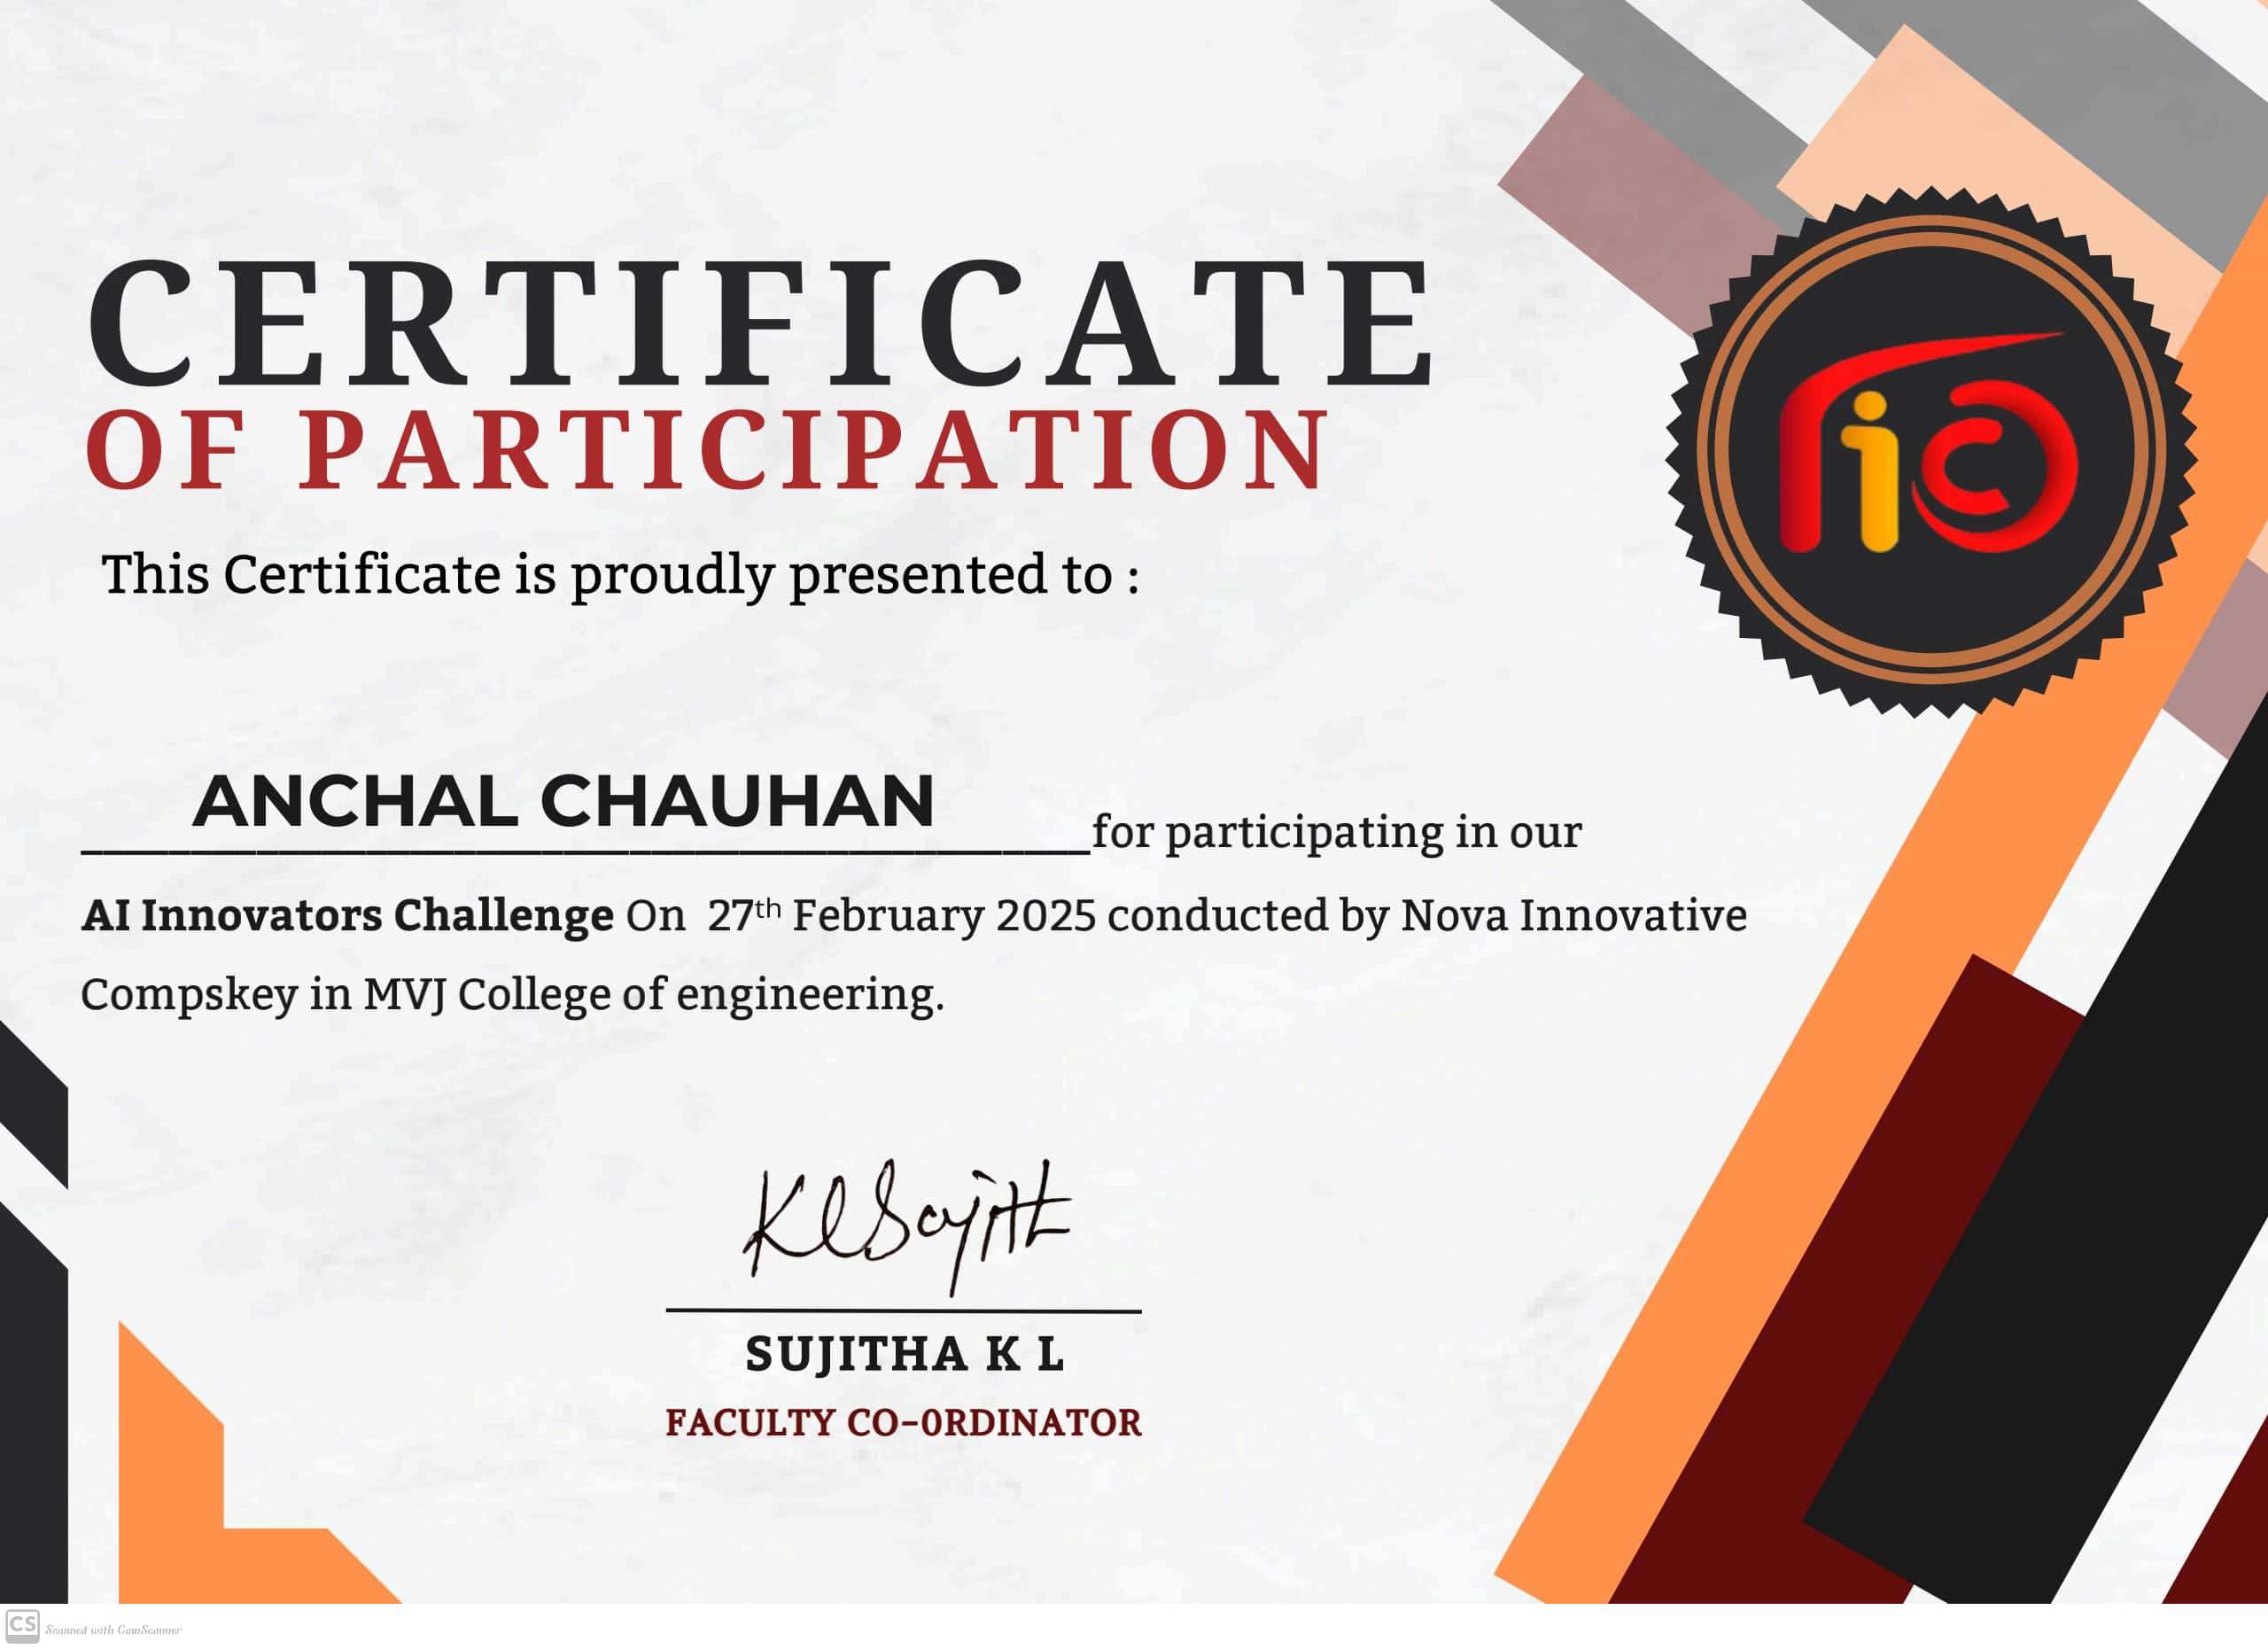 CERTIFICATE
OF PARTICIPATION
nic
This Certificate is proudly presented to :
ANCHAL CHAUHAN
for participating in our
AI Innovators Challenge On 27th February 2025 conducted by Nova Innovative
Compskey in MVJ College of engineering.
KlSujith
SUJITHA K L
FACULTY CO-0RDINATOR
CS Scanned with CamScanner